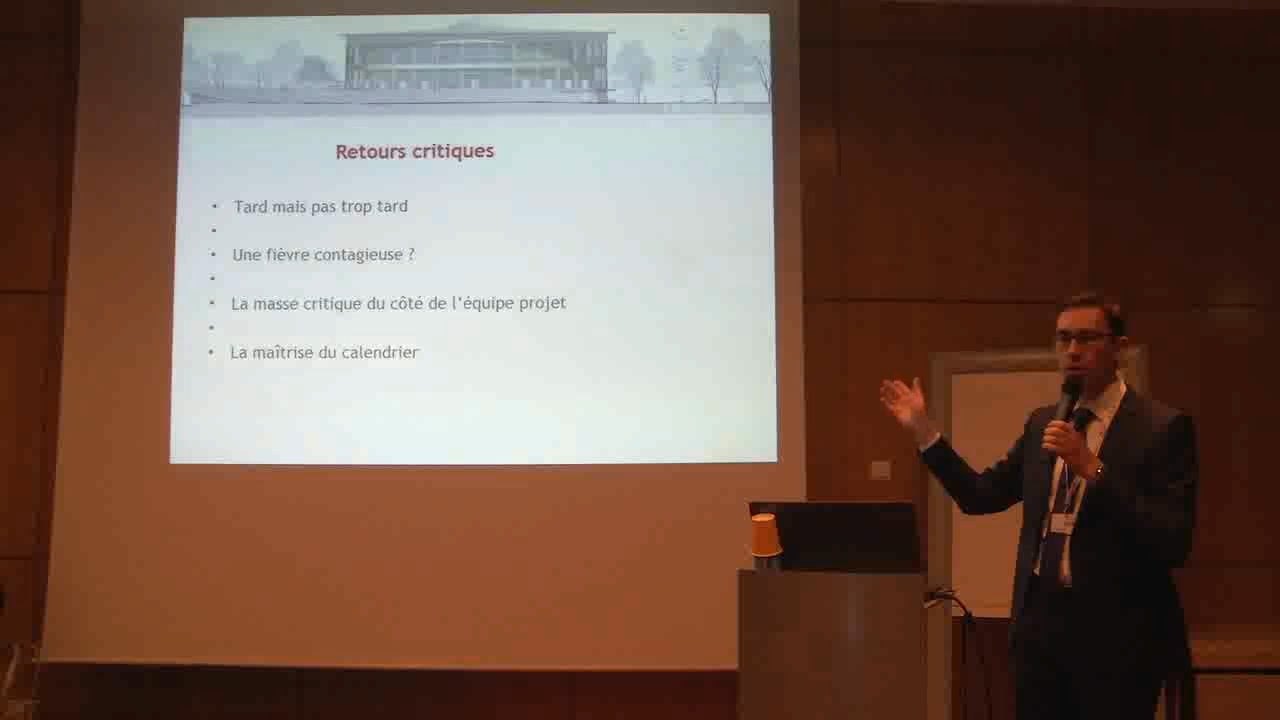 Retours critiques
• Tard mais pas trop tard
•
• Une fièvre contagieuse ?
•
• La masse critique du côté de l'équipe projet
•
• La maîtrise du calendrier